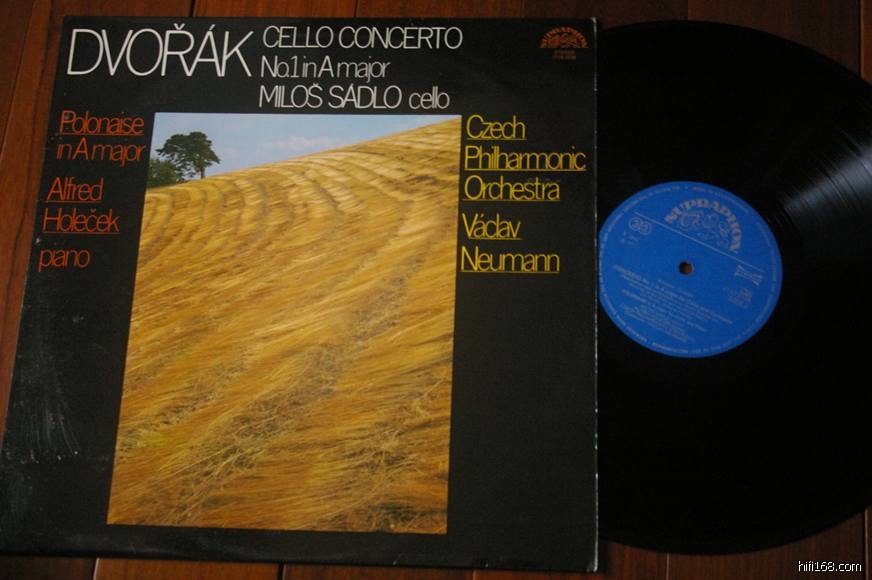 DVOŘÁK
CELLO CONCERTO
No.1 in A major
MILOŠ SÁDLO cello
SUPRAPHON
Polonaise
in A major
Alfred
Holeček
piano
Czech
Philharmonic
Orchestra
Václav
Neumann
SUPRAPHON
hifi168.com